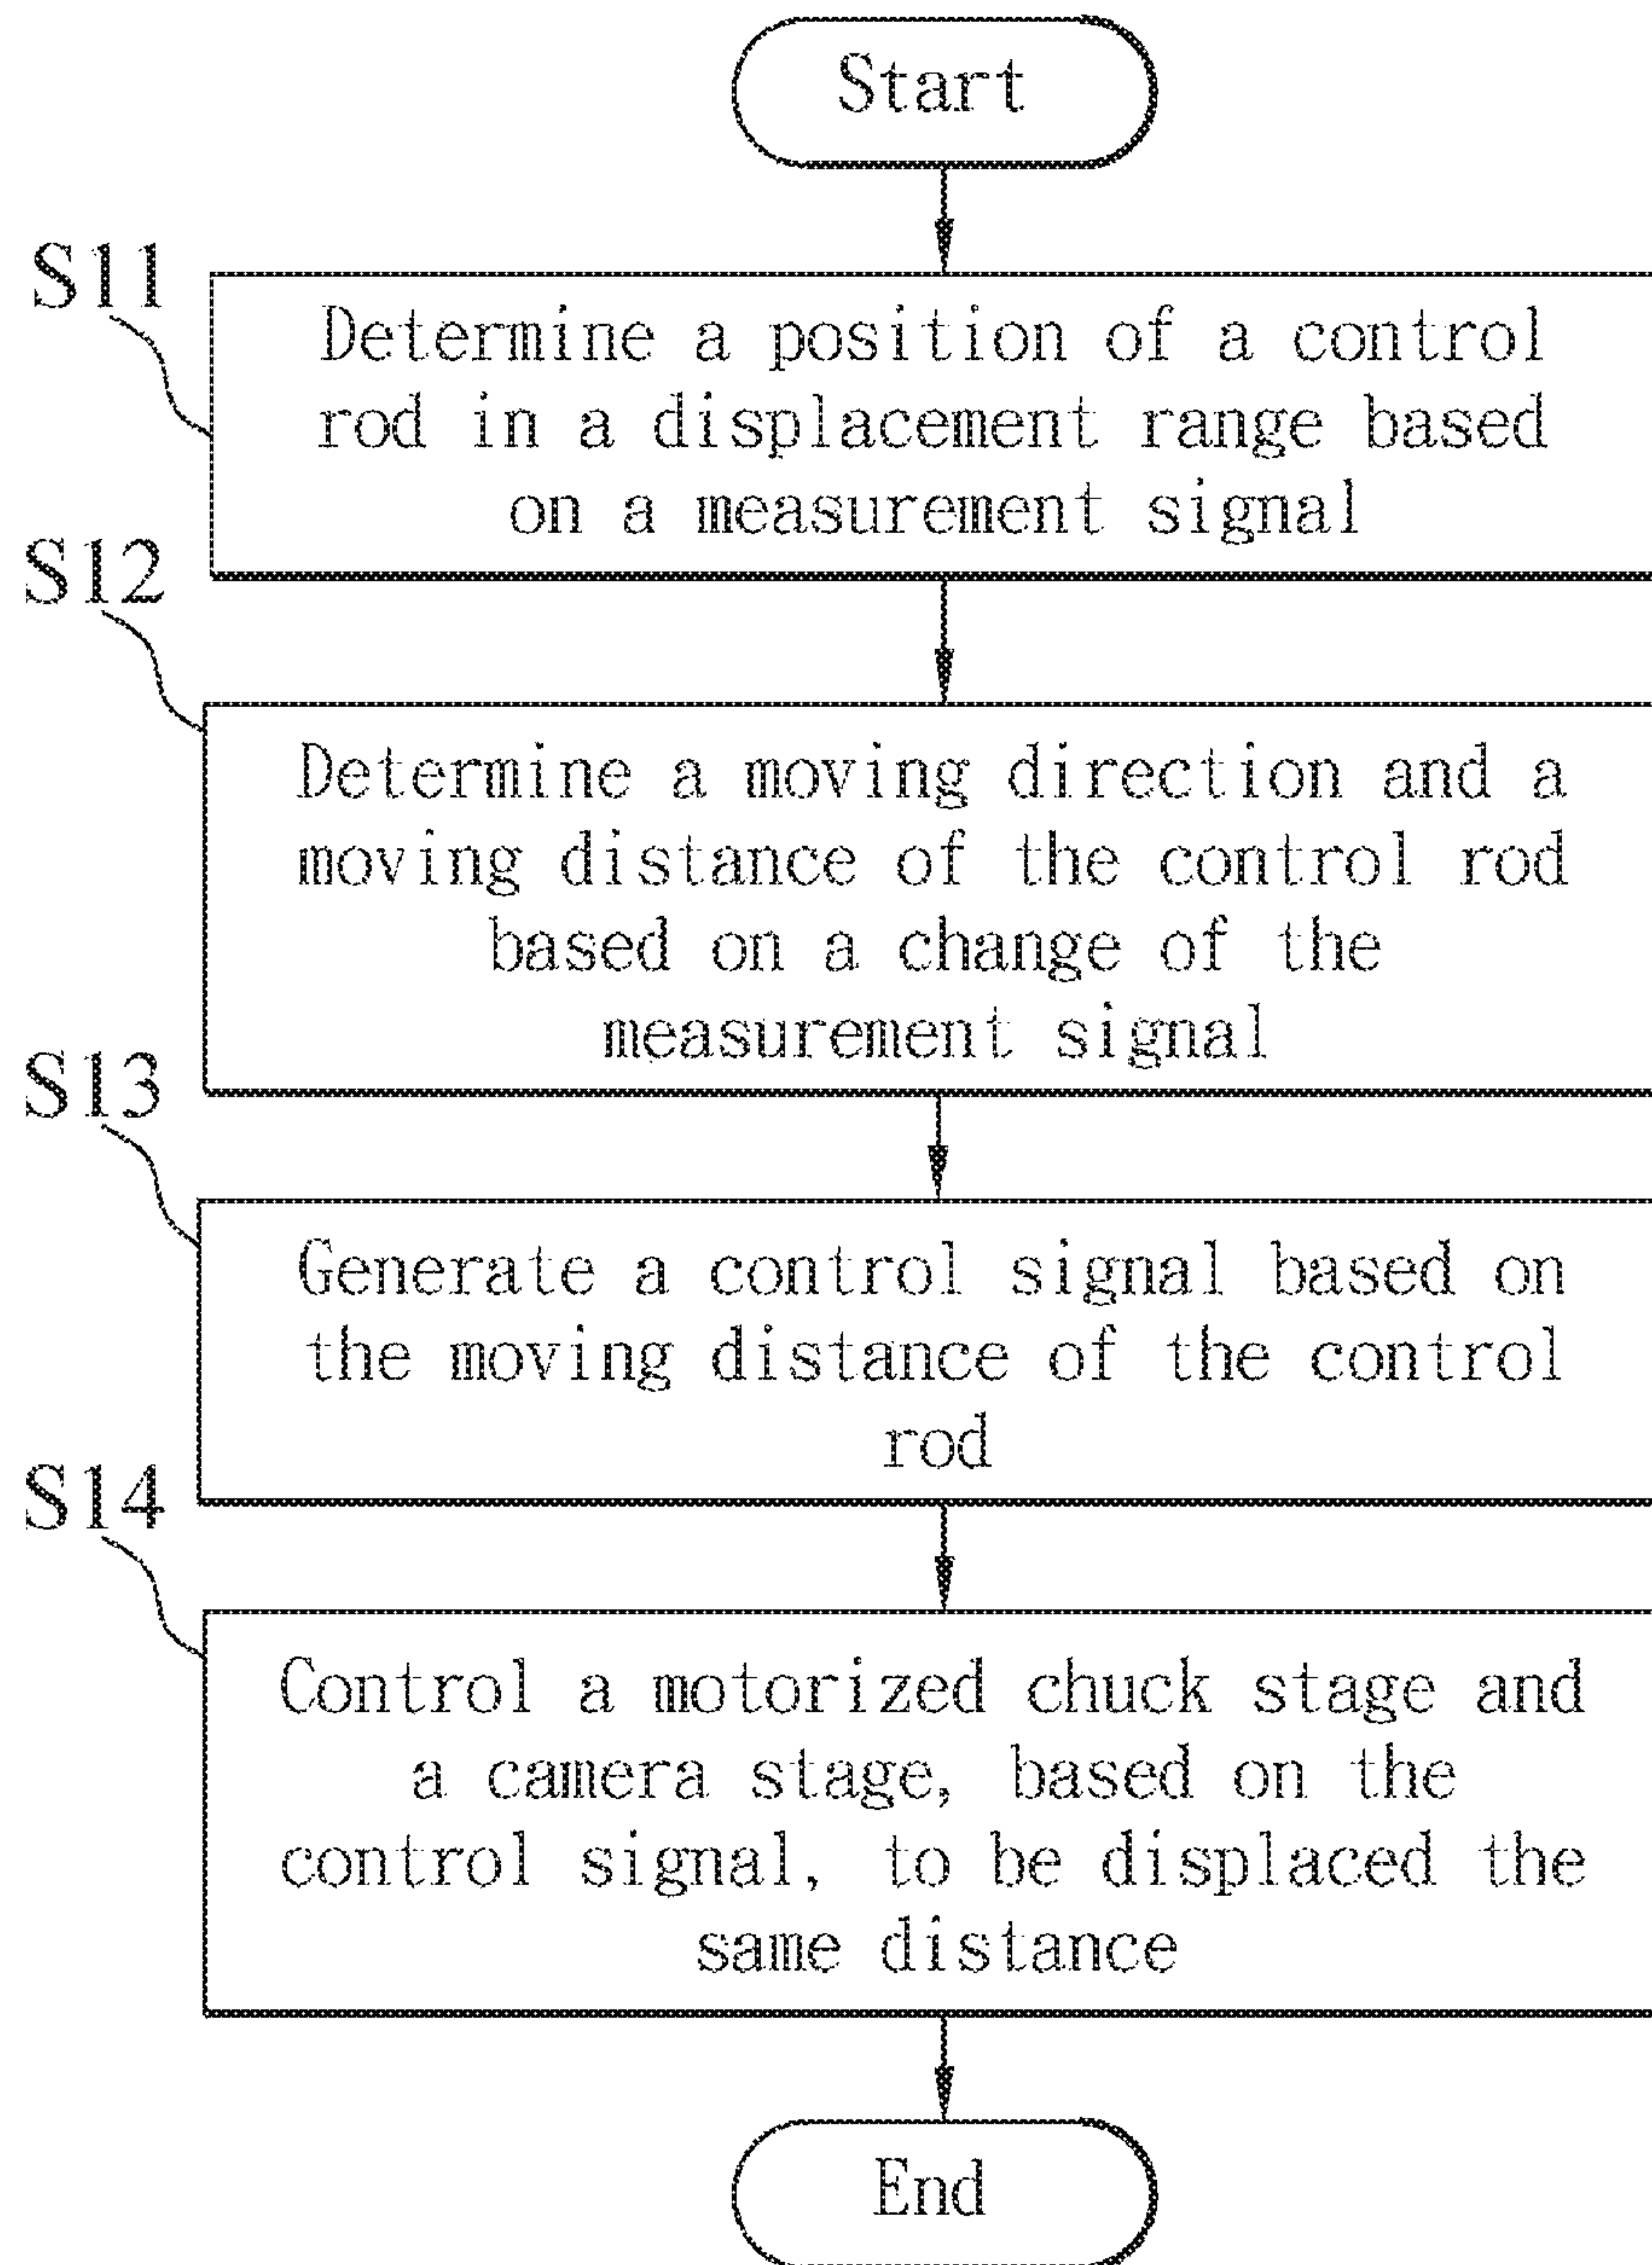 Start
S11
Determine a position of a control
rod in a displacement range based
on a measurement signal
S12
Determine a moving direction and a
moving distance of the control rod
based on a change of the
measurement signal
S13
Generate a control signal based on
the moving distance of the control
rod
S14
Control a motorized chuck stage and
a camera stage, based on the
control signal, to be displaced the
same distance
End